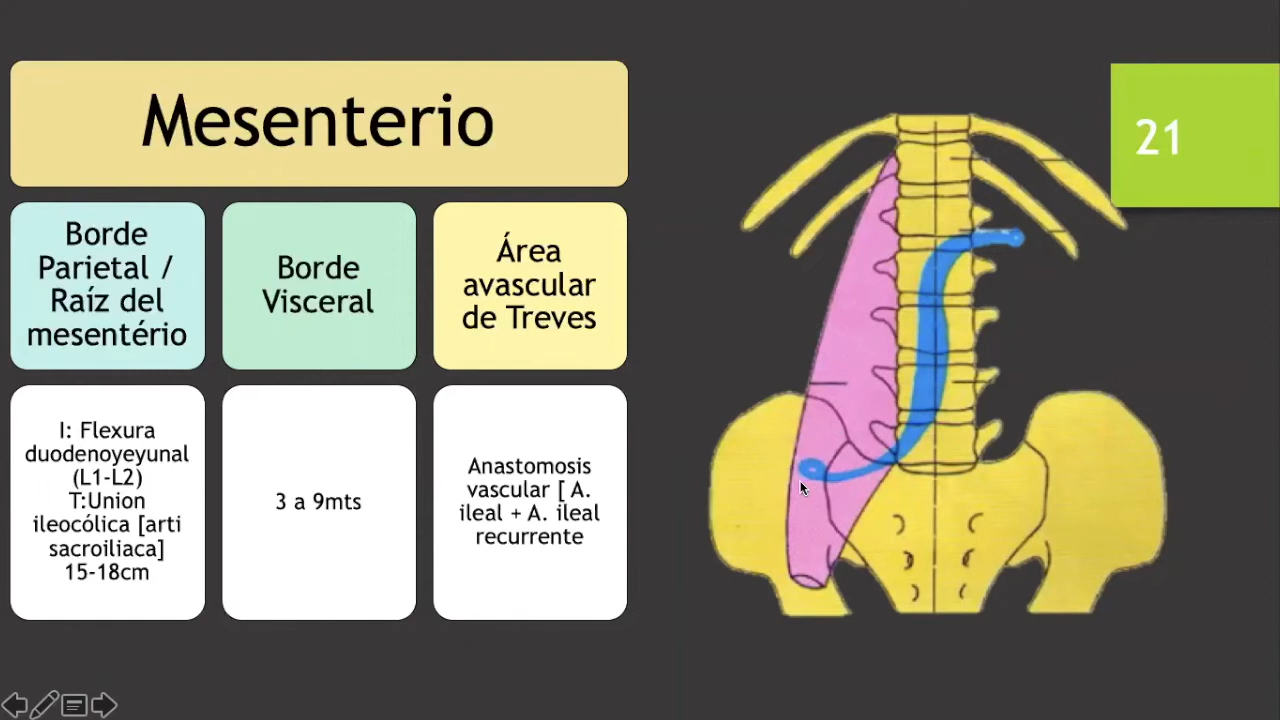 Mesenterio
21
Borde
Parietal /
Raíz del
mesentério
Borde
Visceral
Área
avascular
de Treves
I: Flexura
duodenoyeyunal
(L1-L2)
T:Union
ileocólica [arti
sacroiliaca]
15-18cm
3 a 9mts
Anastomosis
vascular [ A.
ileal + A. ileal
recurrente